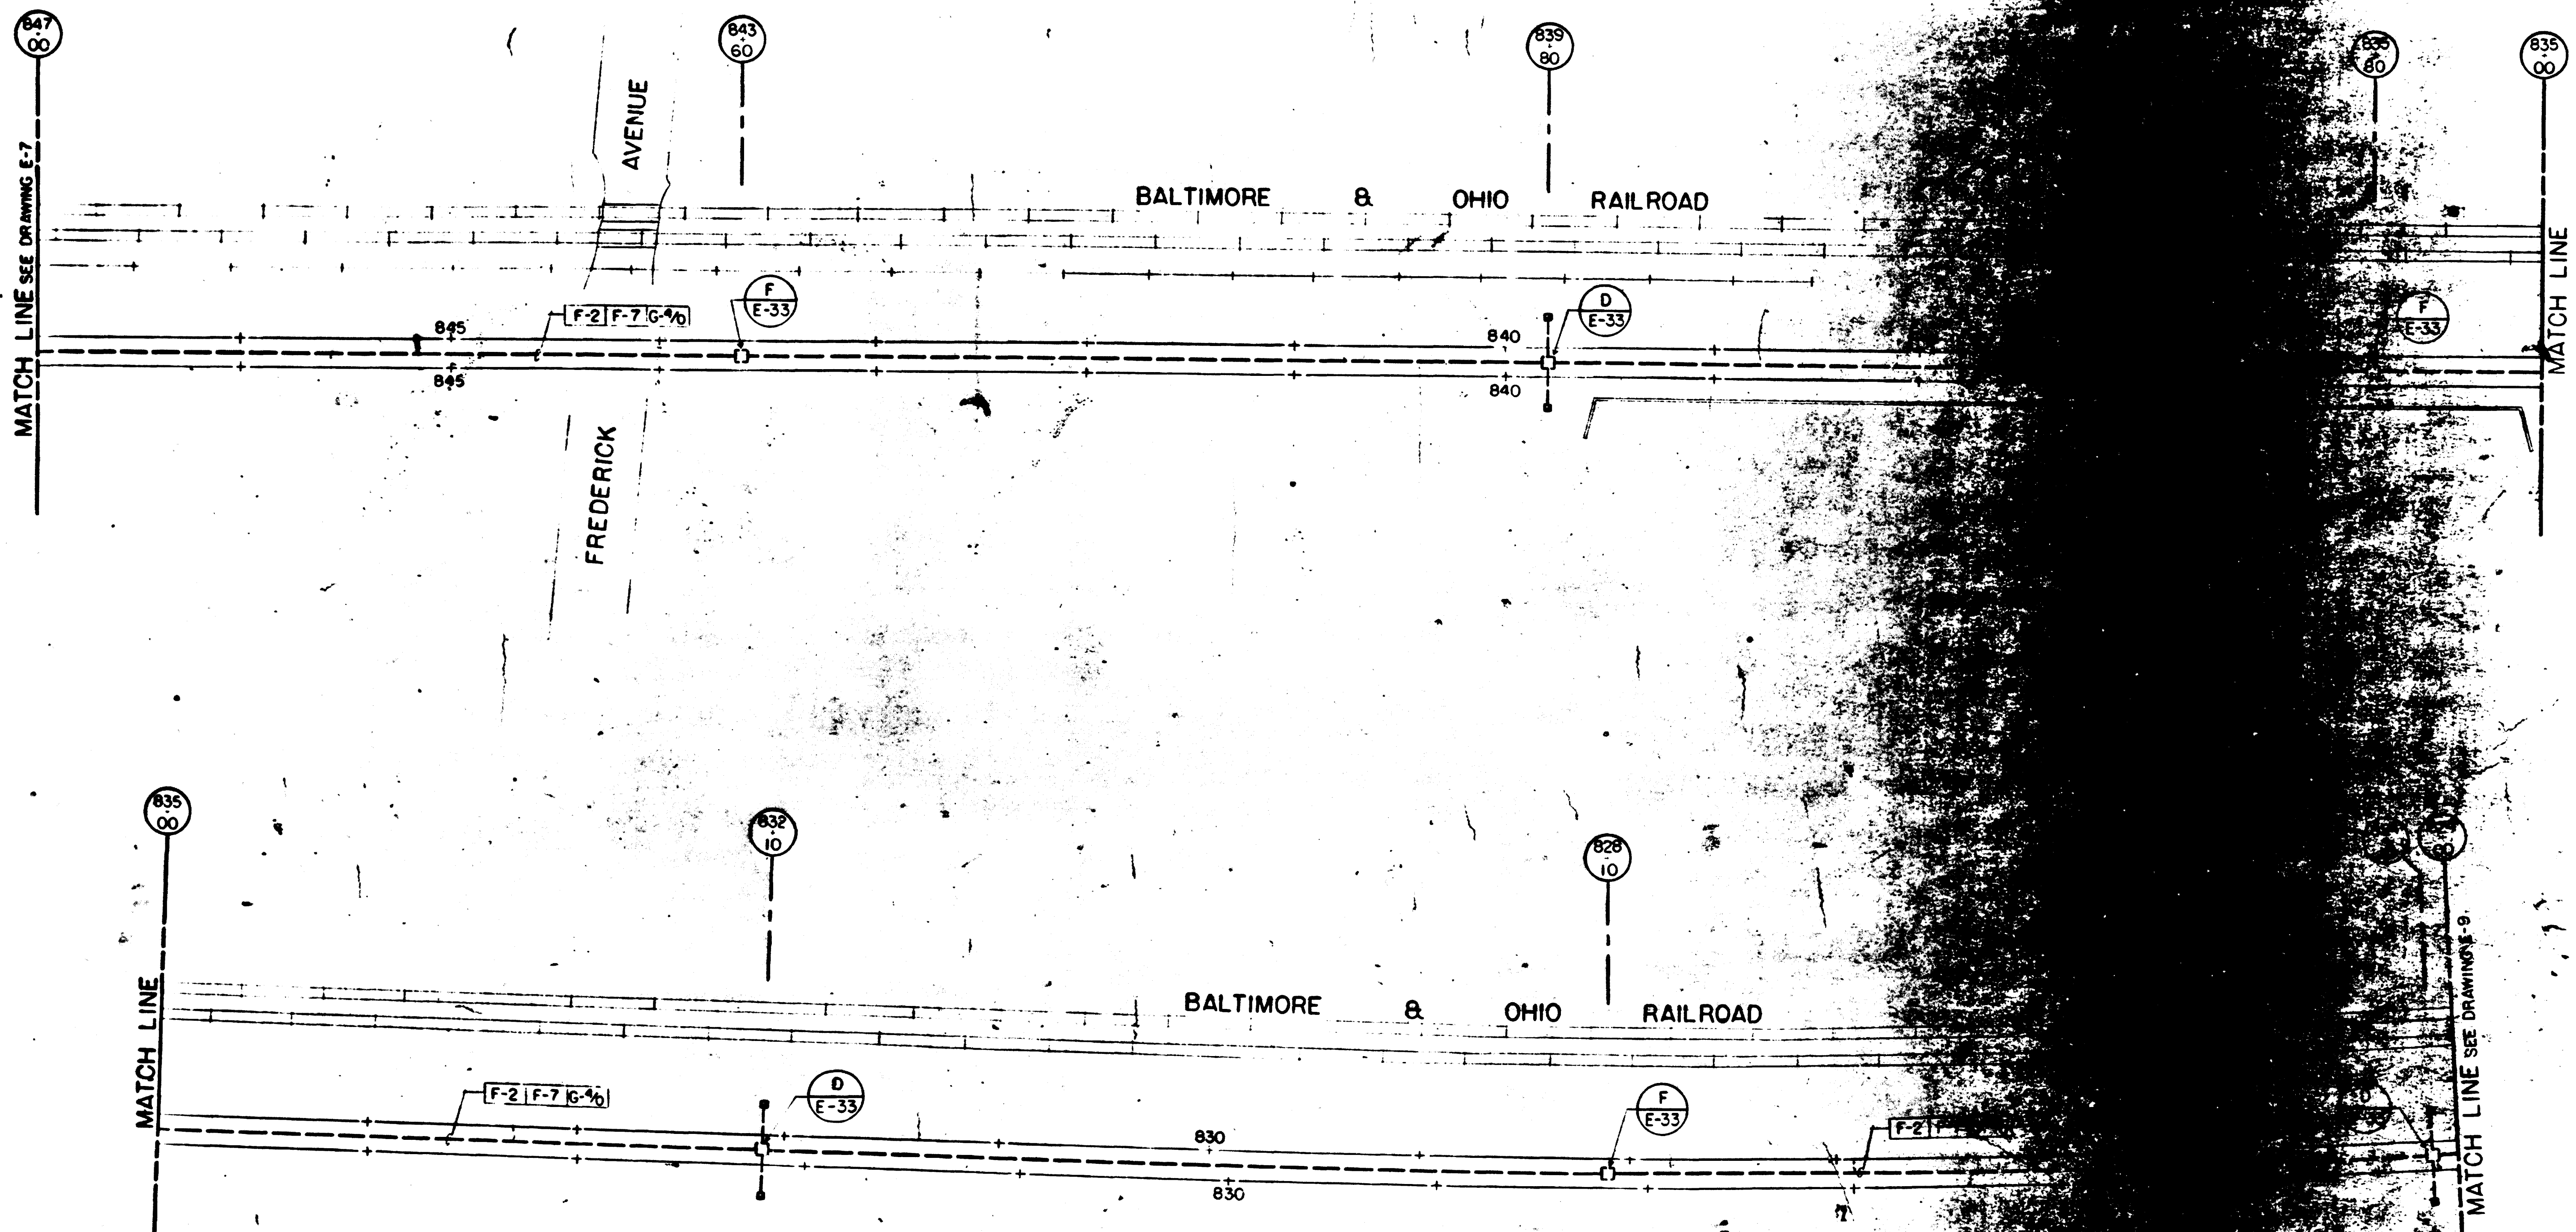 847
+
00
843
+
60
839
+
80
835
+
80
835
+
00
AVENUE
MATCH LINE SEE DRAWING E-7
BALTIMORE & OHIO RAILROAD
MATCH LINE
F
E-33
D
E-33
F
E-33
F-2 F-7 G-4/0
845
840
845
840
FREDERICK
835
+
00
832
+
10
828
+
10
MATCH LINE
BALTIMORE & OHIO RAILROAD
MATCH LINE SEE DRAWING E-9.
F-2 F-7 G-4/0
D
E-33
F
E-33
F-2
830
830